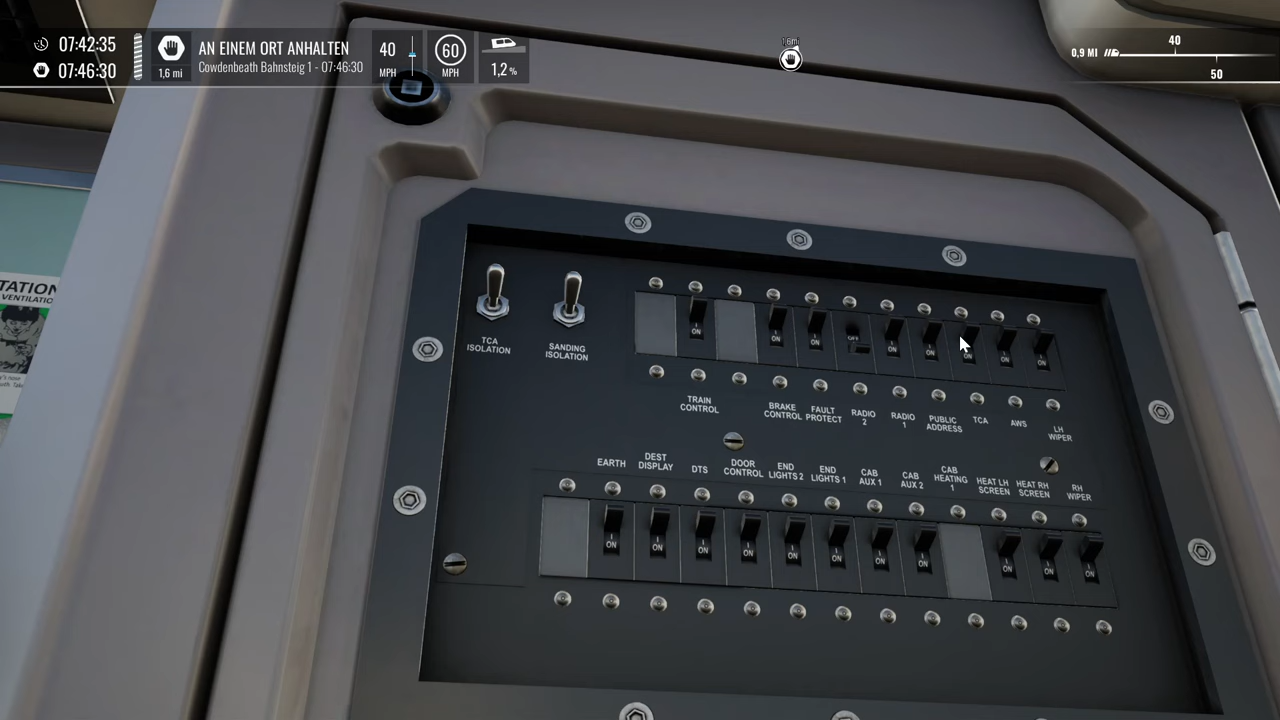 07:42:35
07:46:30
1,6 mi
AN EINEM ORT ANHALTEN
Cowdenbeath Bahnsteig 1 - 07:46:30
40
MPH
60
MPH
1,2 %
0,9 MI
40
50
TATION
VENTILATIO
TCA
ISOLATION
SANDING
ISOLATION
ON
ON
ON
OFF
ON
ON
ON
ON
ON
TRAIN
CONTROL
BRAKE
CONTROL
FAULT
PROTECT
RADIO
2
RADIO
1
PUBLIC
ADDRESS
TCA
AWS
LH
WIPER
EARTH
DEST
DISPLAY
DTS
DOOR
CONTROL
END
LIGHTS 2
END
LIGHTS 1
CAB
AUX 1
CAB
AUX 2
CAB
HEATING
1
HEAT LH
SCREEN
HEAT RH
SCREEN
RH
WIPER
ON
ON
ON
ON
ON
ON
ON
ON
ON
ON
ON